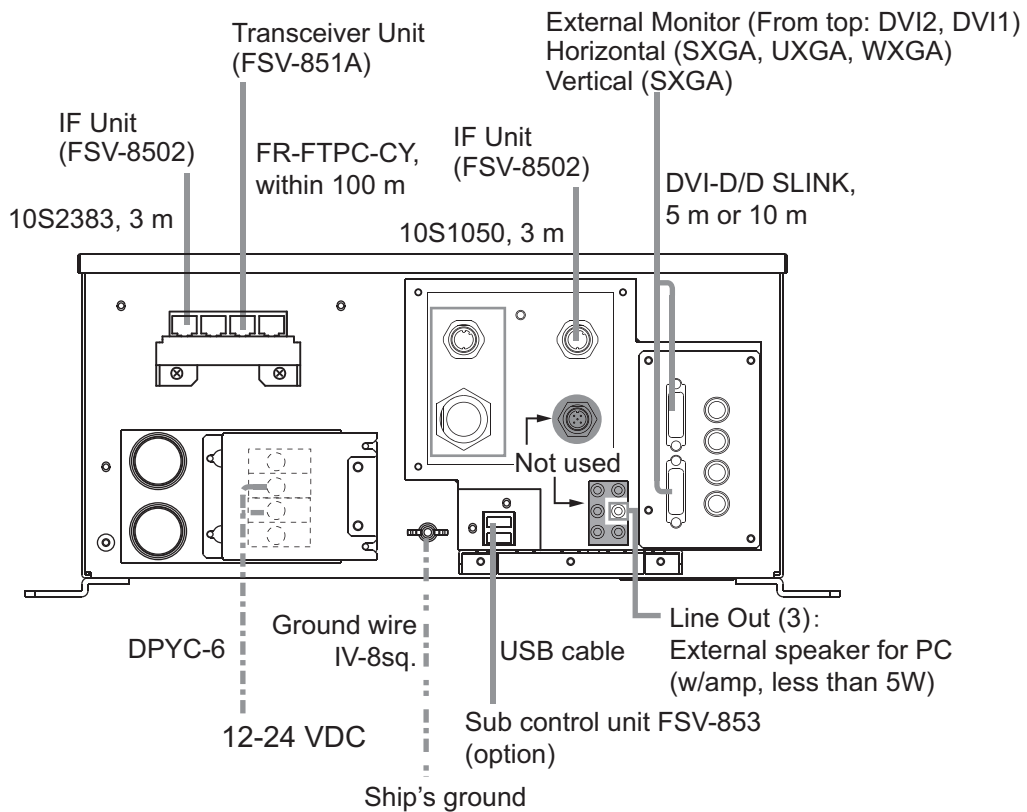 Transceiver Unit
(FSV-851A)
External Monitor (From top: DVI2, DVI1)
Horizontal (SXGA, UXGA, WXGA)
Vertical (SXGA)
IF Unit
(FSV-8502)
FR-FTPC-CY,
within 100 m
IF Unit
(FSV-8502)
DVI-D/D SLINK,
5 m or 10 m
10S2383, 3 m
10S1050, 3 m
Not used
DPYC-6
Ground wire
IV-8sq.
USB cable
Line Out (3):
External speaker for PC
(w/amp, less than 5W)
12-24 VDC
Sub control unit FSV-853
(option)
Ship's ground